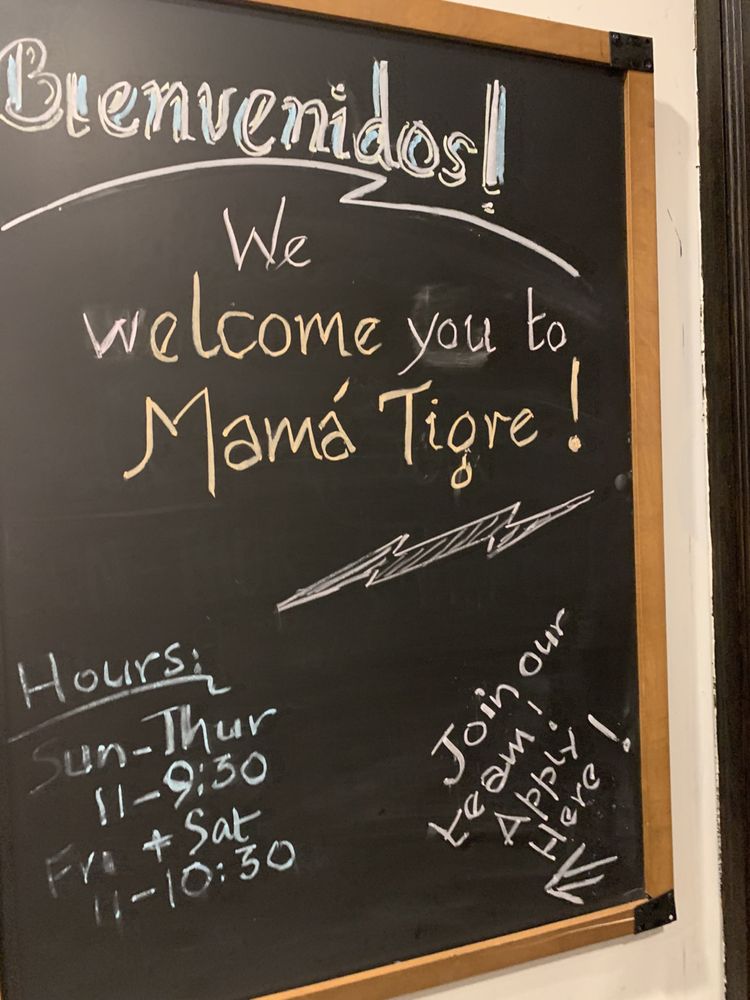 Bienvenidos!
We
welcome you to
Mamá Tigre!
Hours:
Sun-Thur
11-9:30
Fri + Sat
11-10:30
Join our
team!
Apply
Here!